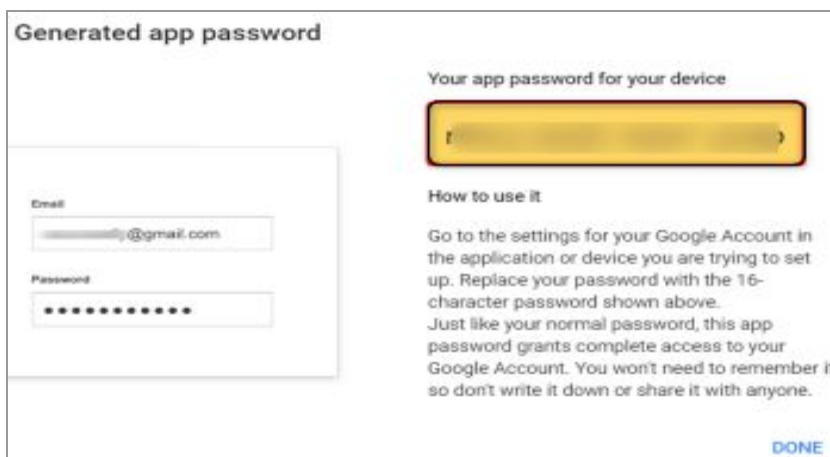 Generated app password
Your app password for your device
Email
@gmail.com
Password
How to use it
Go to the settings for your Google Account in
the application or device you are trying to set
up. Replace your password with the 16-
character password shown above.
Just like your normal password, this app
password grants complete access to your
Google Account. You won't need to remember it
so don't write it down or share it with anyone.
DONE